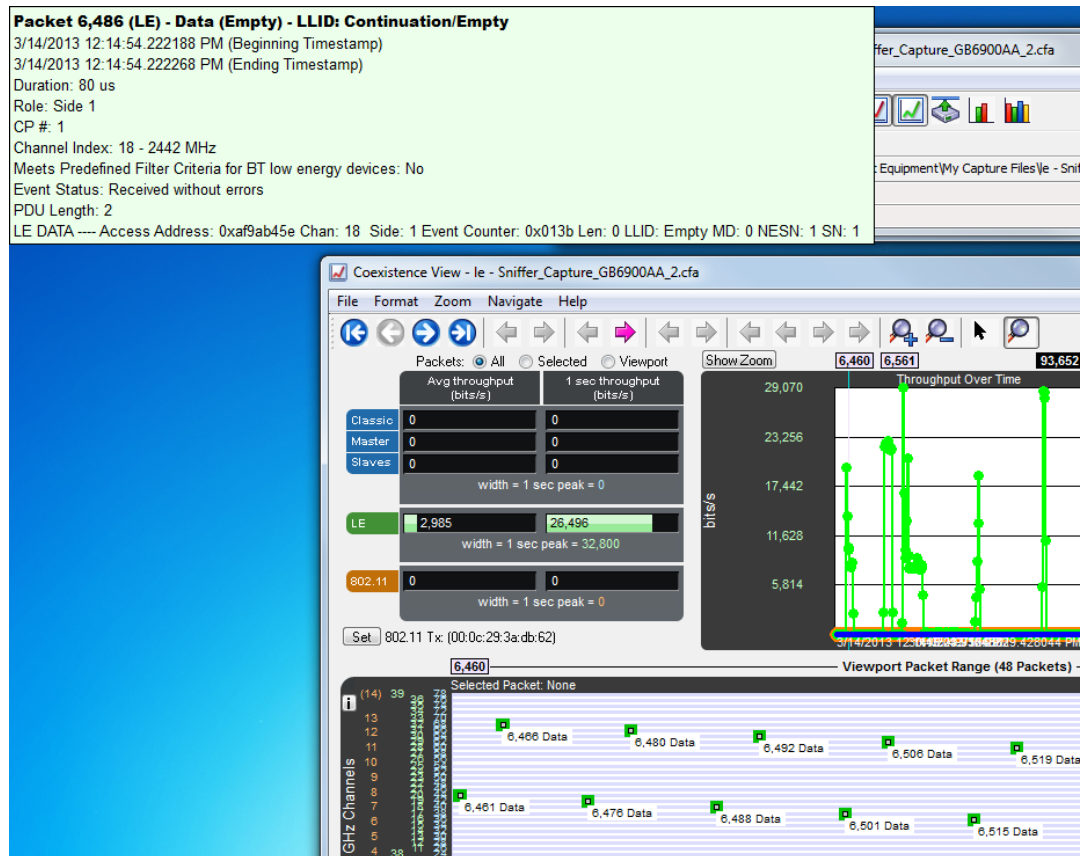 Packet 6,486 (LE) - Data (Empty) - LLID: Continuation/Empty
3/14/2013 12:14:54.222188 PM (Beginning Timestamp)
3/14/2013 12:14:54.222268 PM (Ending Timestamp)
Duration: 80 us
Role: Side 1
CP #: 1
Channel Index: 18 - 2442 MHz
Meets Predefined Filter Criteria for BT low energy devices: No
Event Status: Received without errors
PDU Length: 2
LE DATA ---- Access Address: 0xaf9ab45e Chan: 18 Side: 1 Event Counter: 0x013b Len: 0 LLID: Empty MD: 0 NESN: 1 SN: 1
ffer_Capture_GB6900AA_2.cfa
Equipment\My Capture Files\le - Snif
Coexistence View - le - Sniffer_Capture_GB6900AA_2.cfa
File Format Zoom Navigate Help
Packets: All Selected Viewport
Show Zoom
6,460 6,561 93,652
Avg throughput (bits/s)
1 sec throughput (bits/s)
Classic 0 0
Master 0 0
Slaves 0 0
width = 1 sec peak = 0
LE 2,985 26,496
width = 1 sec peak = 32,800
802.11 0 0
width = 1 sec peak = 0
Set 802.11 Tx: (00:0c:29:3a:db:62)
Throughput Over Time
29,070
23,256
17,442
11,628
5,814
bits/s
3/14/2013
428044 PM
6,460
Viewport Packet Range (48 Packets) -
Selected Packet: None
i
(14) 39 78
13
12
11
10
9
8
7
6
5
4 38 24
GHz Channels
6,466 Data
6,480 Data
6,492 Data
6,506 Data
6,519 Data
6,461 Data
6,476 Data
6,488 Data
6,501 Data
6,515 Data